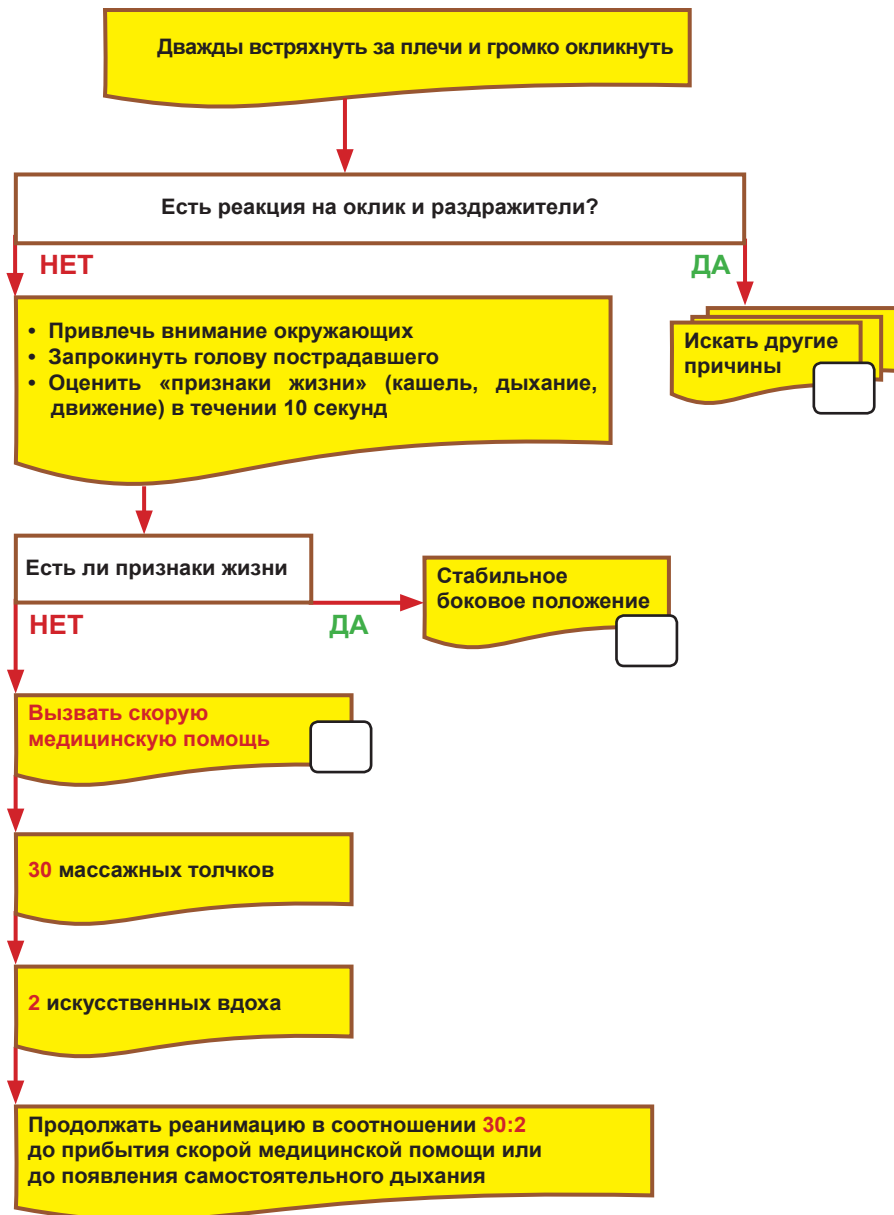 Дважды встряхнуть за плечи и громко окликнуть
Есть реакция на оклик и раздражители?
НЕТ
ДА
• Привлечь внимание окружающих
• Запрокинуть голову пострадавшего
• Оценить «признаки жизни» (кашель, дыхание,
движение) в течении 10 секунд
Искать другие
причины
Есть ли признаки жизни
НЕТ
ДА
Стабильное
боковое положение
Вызвать скорую
медицинскую помощь
30 массажных толчков
2 искусственных вдоха
Продолжать реанимацию в соотношении 30:2
до прибытия скорой медицинской помощи или
до появления самостоятельного дыхания